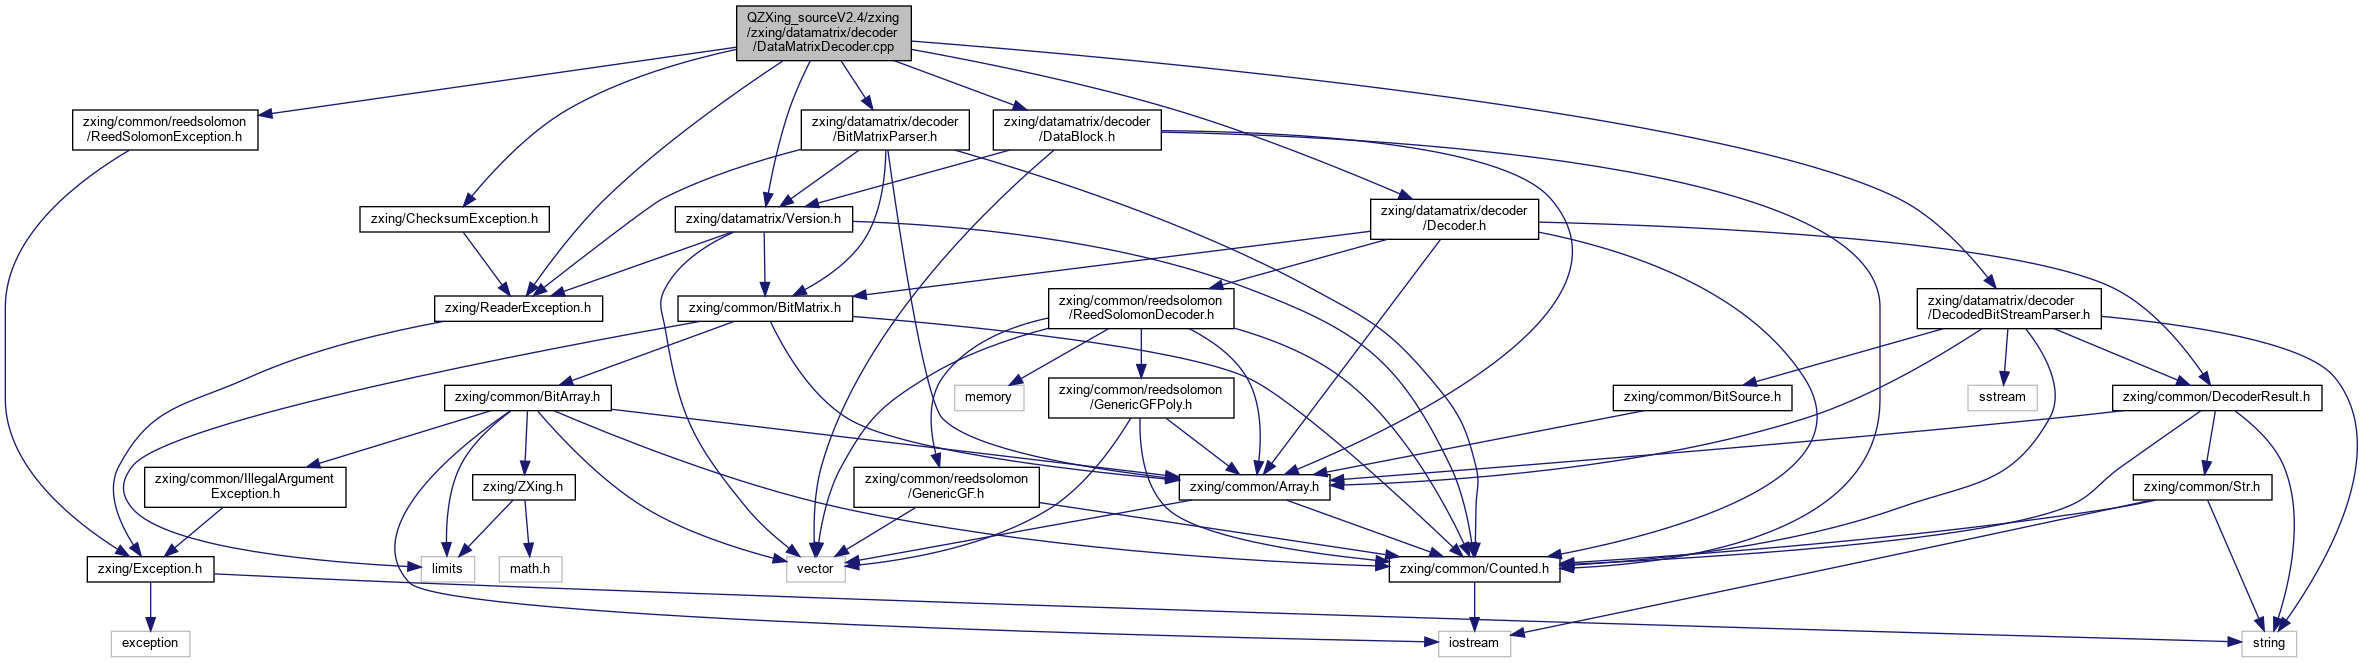 QZXing_sourceV2.4/zxing
/zxing/datamatrix/decoder
/DataMatrixDecoder.cpp
zxing/common/reedsolomon
/ReedSolomonException.h
zxing/datamatrix/decoder
/BitMatrixParser.h
zxing/datamatrix/decoder
/DataBlock.h
zxing/ChecksumException.h
zxing/datamatrix/Version.h
zxing/datamatrix/decoder
/Decoder.h
zxing/ReaderException.h
zxing/common/BitMatrix.h
zxing/common/reedsolomon
/ReedSolomonDecoder.h
zxing/datamatrix/decoder
/DecodedBitStreamParser.h
zxing/common/BitArray.h
memory
zxing/common/reedsolomon
/GenericGFPoly.h
zxing/common/BitSource.h
sstream
zxing/common/DecoderResult.h
zxing/common/IllegalArgument
Exception.h
zxing/ZXing.h
zxing/common/reedsolomon
/GenericGF.h
zxing/common/Array.h
zxing/common/Str.h
zxing/Exception.h
limits
math.h
vector
zxing/common/Counted.h
exception
iostream
string